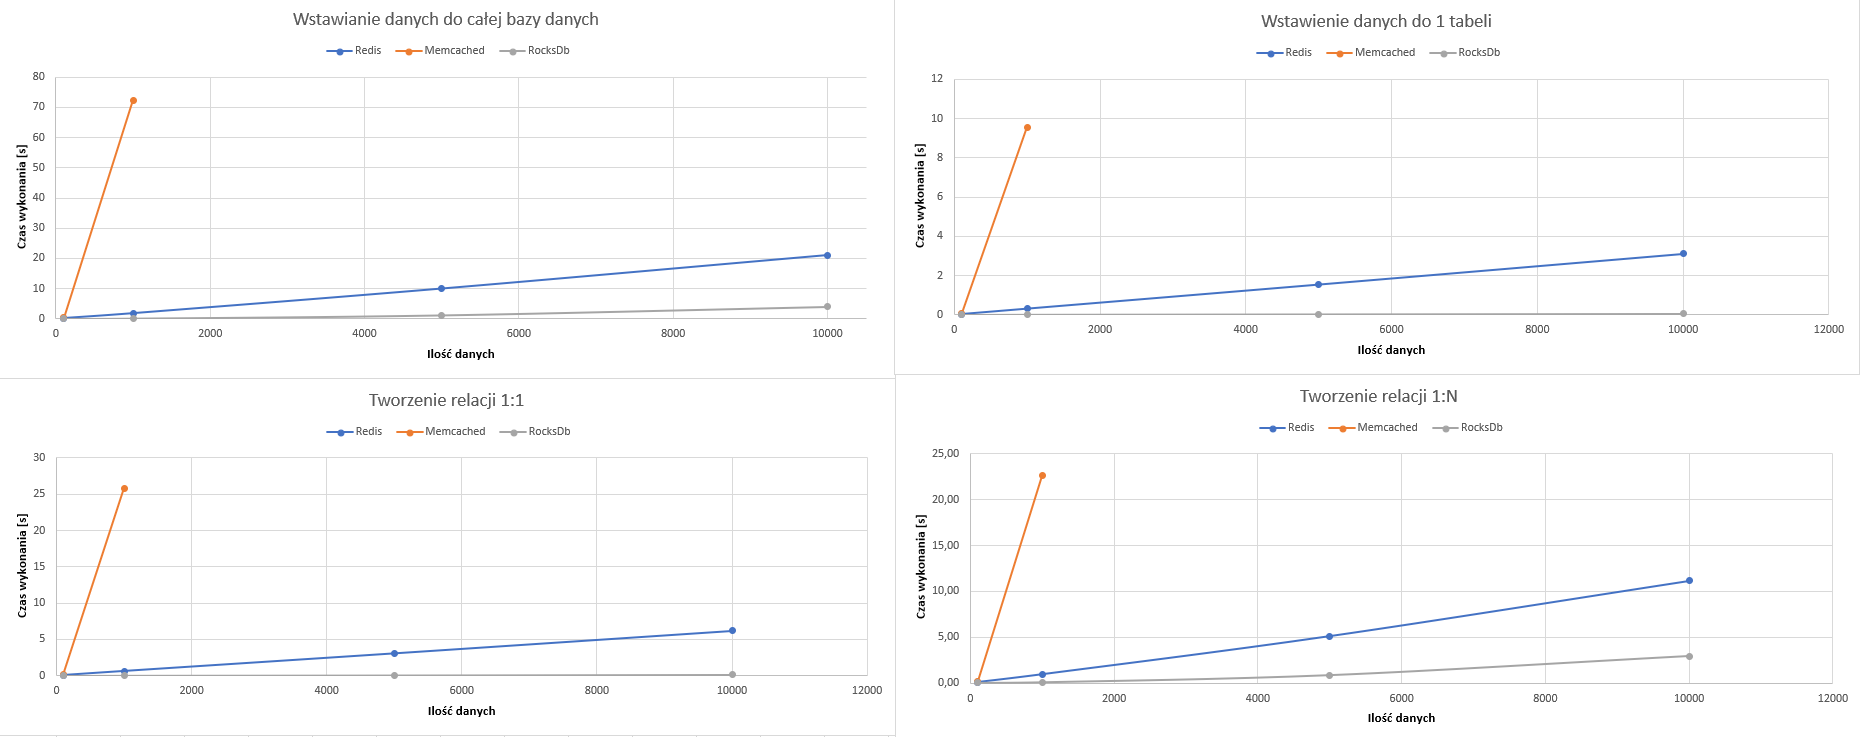 Wstawianie danych do całej bazy danych
Redis Memcached RocksDb
80
70
60
50
40
30
20
10
0
Czas wykonania [s]
0 2000 4000 6000 8000 10000
Ilość danych
Wstawienie danych do 1 tabeli
Redis Memcached RocksDb
12
10
8
6
4
2
0
Czas wykonania [s]
0 2000 4000 6000 8000 10000 12000
Ilość danych
Tworzenie relacji 1:1
Redis Memcached RocksDb
30
25
20
15
10
5
0
Czas wykonania [s]
0 2000 4000 6000 8000 10000 12000
Ilość danych
Tworzenie relacji 1:N
Redis Memcached RocksDb
25,00
20,00
15,00
10,00
5,00
0,00
Czas wykonania [s]
0 2000 4000 6000 8000 10000 12000
Ilość danych